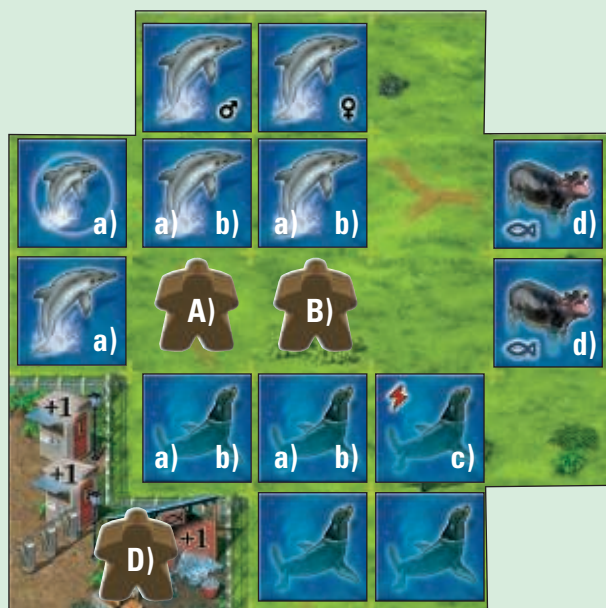 ♂ ♀
a) a) b) a) b) d)
a) A) B) d)
+1
a) b) a) b) c)
+1
D) +1